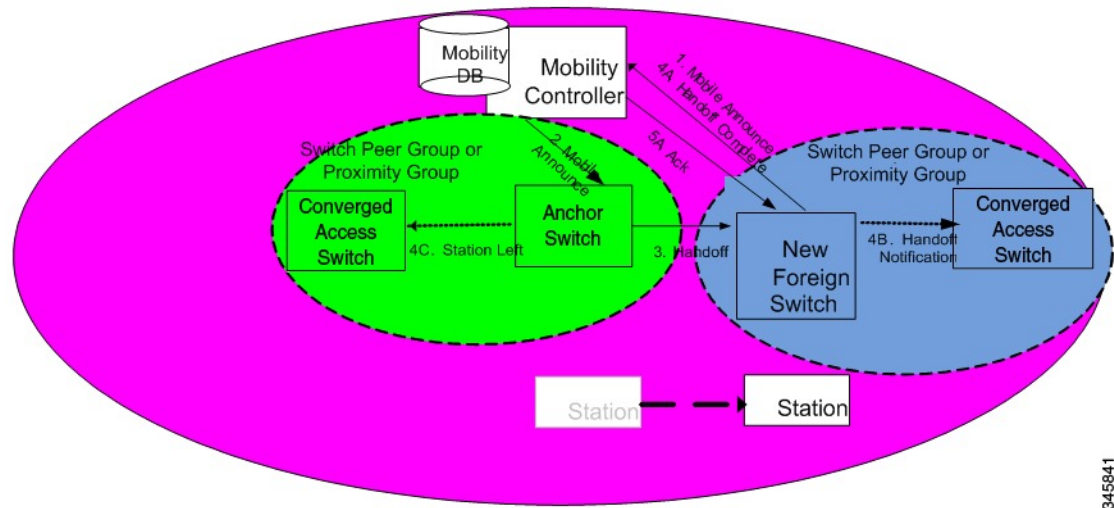 Mobility
DB
Mobility
Controller
1. Mobile Announce
4A. Handoff Complete
5A Ack
2. Mobile
Announce
Switch Peer Group or
Proximity Group
Switch Peer Group or
Proximity Group
Converged
Access
Switch
4C. Station Left
Anchor
Switch
3. Handoff
New
Foreign
Switch
4B. Handoff
Notification
Converged
Access
Switch
Station
Station
345841